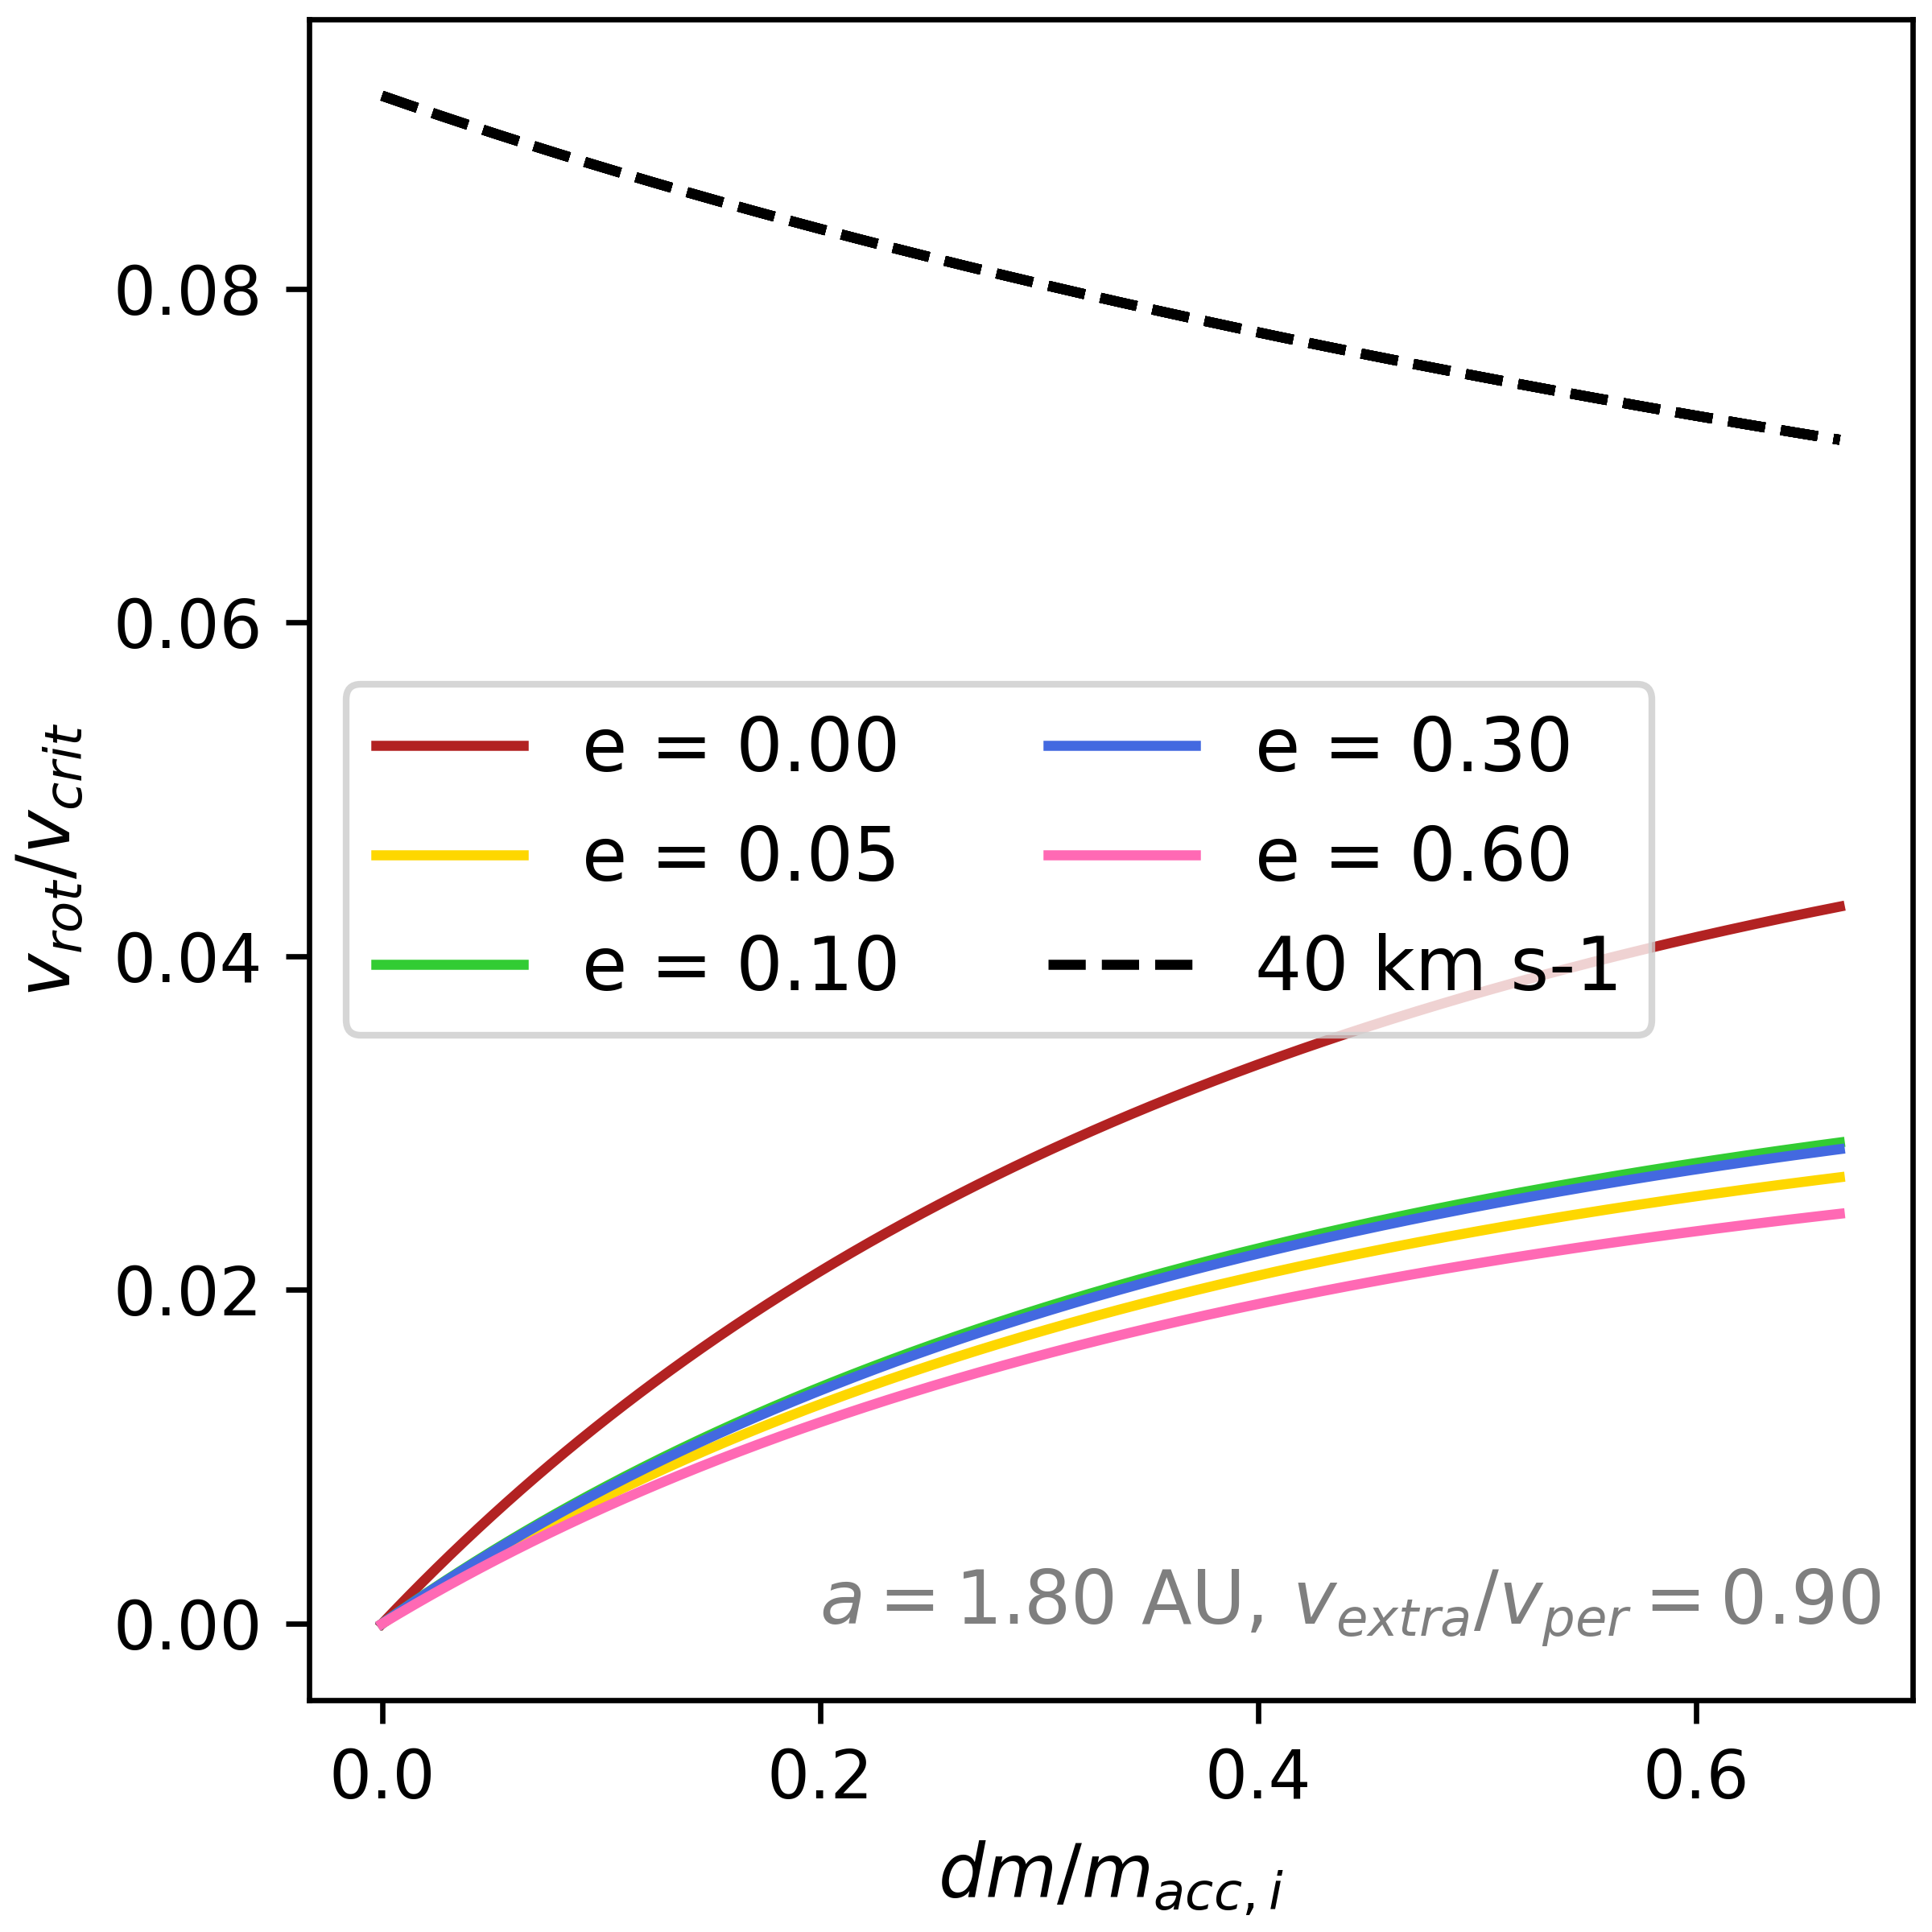 0.08
0.06
0.04
0.02
0.00
v_rot/v_crit
e = 0.00
e = 0.05
e = 0.10
e = 0.30
e = 0.60
40 km s-1
a = 1.80 AU, v_extra/v_per = 0.90
0.0 0.2 0.4 0.6
dm/m_acc,i